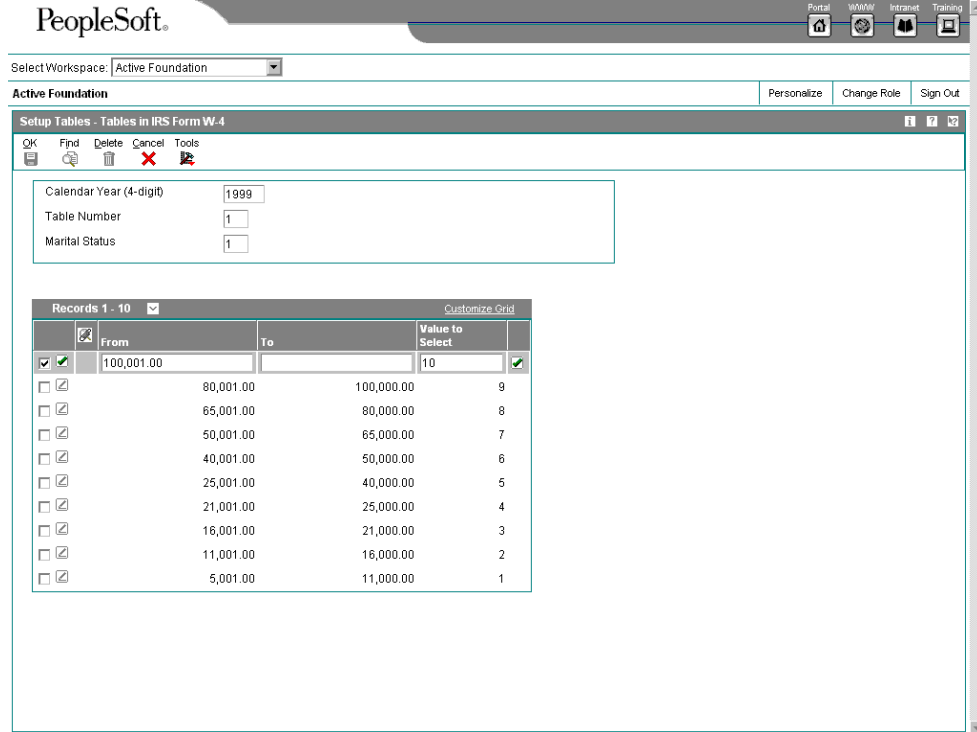 PeopleSoft®
Portal WWW Intranet Training
Select Workspace: Active Foundation
Active Foundation Personalize Change Role Sign Out
Setup Tables - Tables in IRS Form W-4
OK Find Delete Cancel Tools
Calendar Year (4-digit) 1999
Table Number 1
Marital Status 1
Records 1 - 10 Customize Grid
From To Value to Select
100,001.00 10
80,001.00 100,000.00 9
65,001.00 80,000.00 8
50,001.00 65,000.00 7
40,001.00 50,000.00 6
25,001.00 40,000.00 5
21,001.00 25,000.00 4
16,001.00 21,000.00 3
11,001.00 16,000.00 2
5,001.00 11,000.00 1